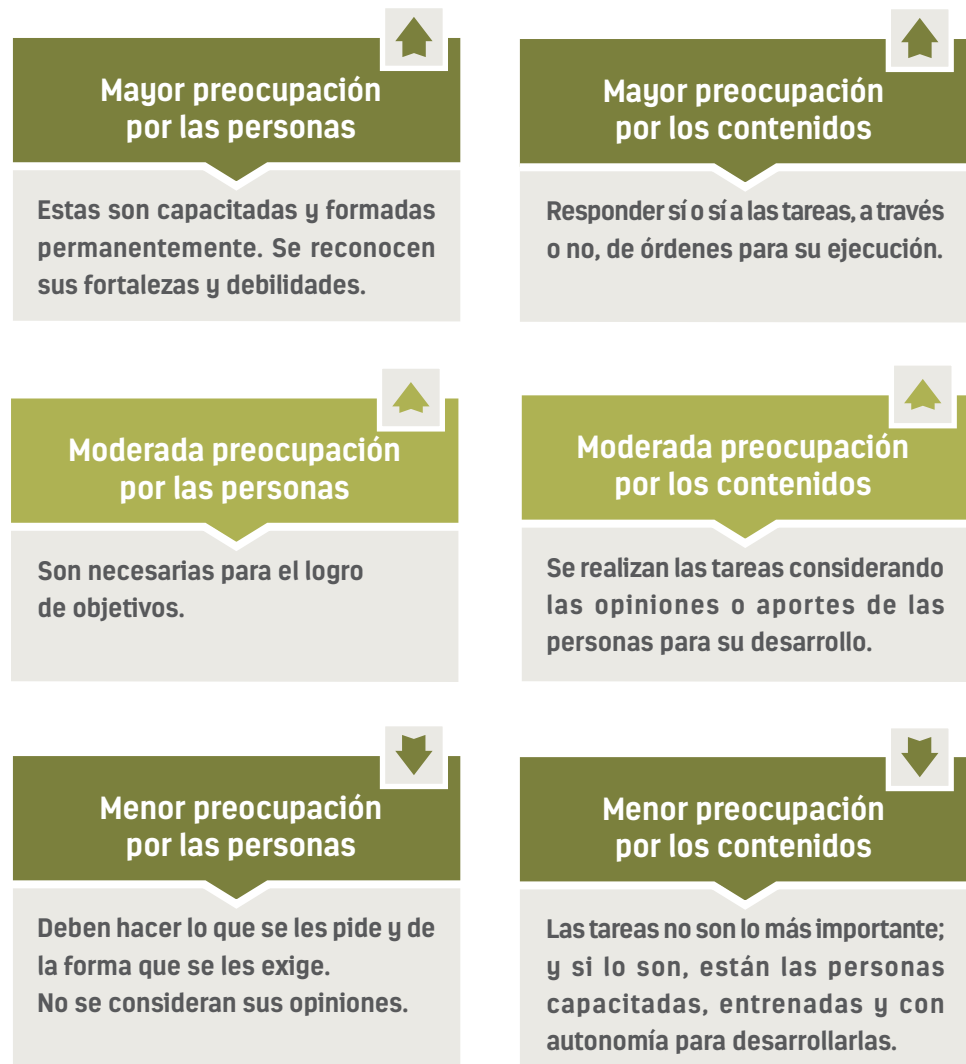 Mayor preocupación
por las personas
Estas son capacitadas y formadas
permanentemente. Se reconocen
sus fortalezas y debilidades.
Mayor preocupación
por los contenidos
Responder sí o sí a las tareas, a través
o no, de órdenes para su ejecución.
Moderada preocupación
por las personas
Son necesarias para el logro
de objetivos.
Moderada preocupación
por los contenidos
Se realizan las tareas considerando
las opiniones o aportes de las
personas para su desarrollo.
Menor preocupación
por las personas
Deben hacer lo que se les pide y de
la forma que se les exige.
No se consideran sus opiniones.
Menor preocupación
por los contenidos
Las tareas no son lo más importante;
y si lo son, están las personas
capacitadas, entrenadas y con
autonomía para desarrollarlas.